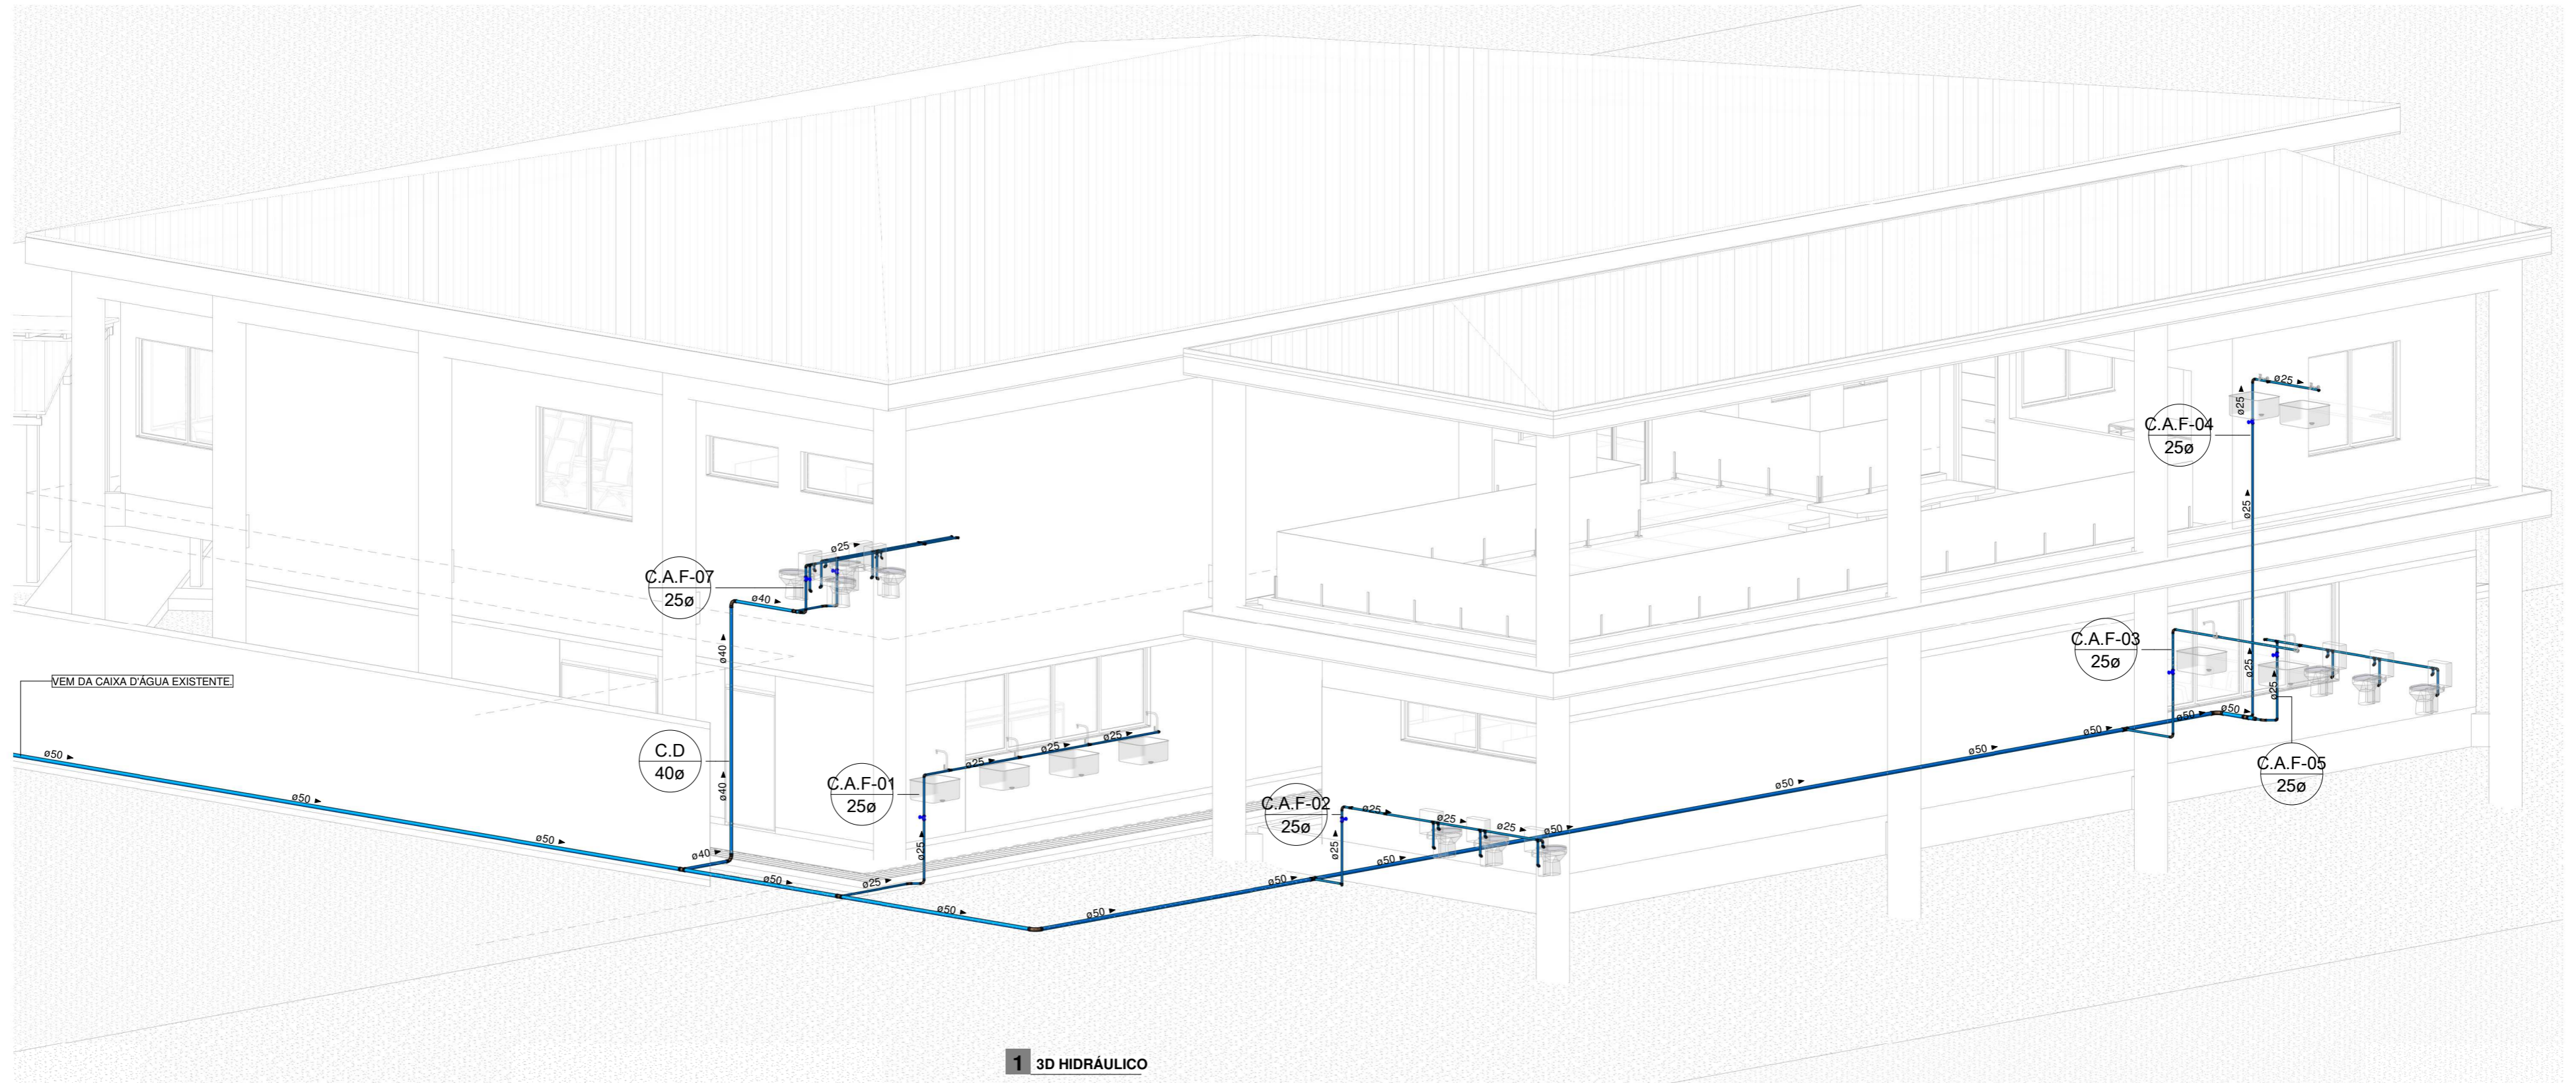 ø25 ►
ø25 ►
C.A.F-04
25ø
ø25 ►
ø25 ►
C.A.F-07
25ø
ø40 ►
ø40 ►
C.A.F-03
25ø
ø25 ►
ø25 ►
VEM DA CAIXA D'ÁGUA EXISTENTE.
ø50 ►
ø50 ►
ø50 ►
ø40 ►
C.D
40ø
ø40 ►
ø50 ►
C.A.F-01
25ø
ø25 ►
ø25 ►
ø25 ►
ø25 ►
ø25 ►
ø50 ►
C.A.F-02
25ø
ø25 ►
ø25 ►
ø25 ►
ø25 ►
ø50 ►
ø50 ►
ø50 ►
ø50 ►
ø50 ►
ø50 ►
ø50 ►
ø50 ►
ø50 ►
C.A.F-05
25ø
1 3D HIDRÁULICO